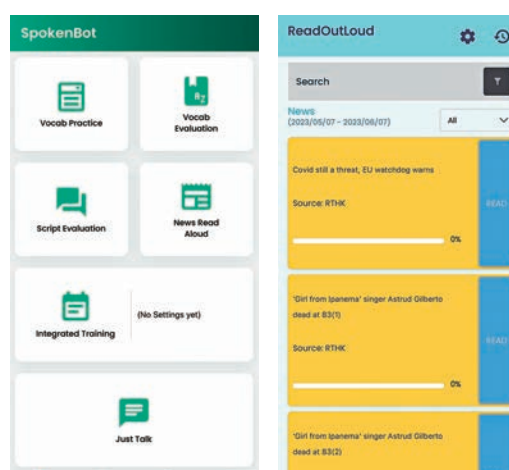 SpokenBot
Vocab Practice
Vocab
Evaluation
Script Evaluation
News Read
Aloud
Integrated Training
(No Settings yet)
Just Talk
ReadOutLoud
Search
News
(2023/05/07 - 2023/06/07)
All
Covid still a threat, EU watchdog warns
Source: RTHK
READ
0%
'Girl from Ipanema' singer Astrud Gilberto
dead at 83(1)
Source: RTHK
READ
0%
'Girl from Ipanema' singer Astrud Gilberto
dead at 83(2)